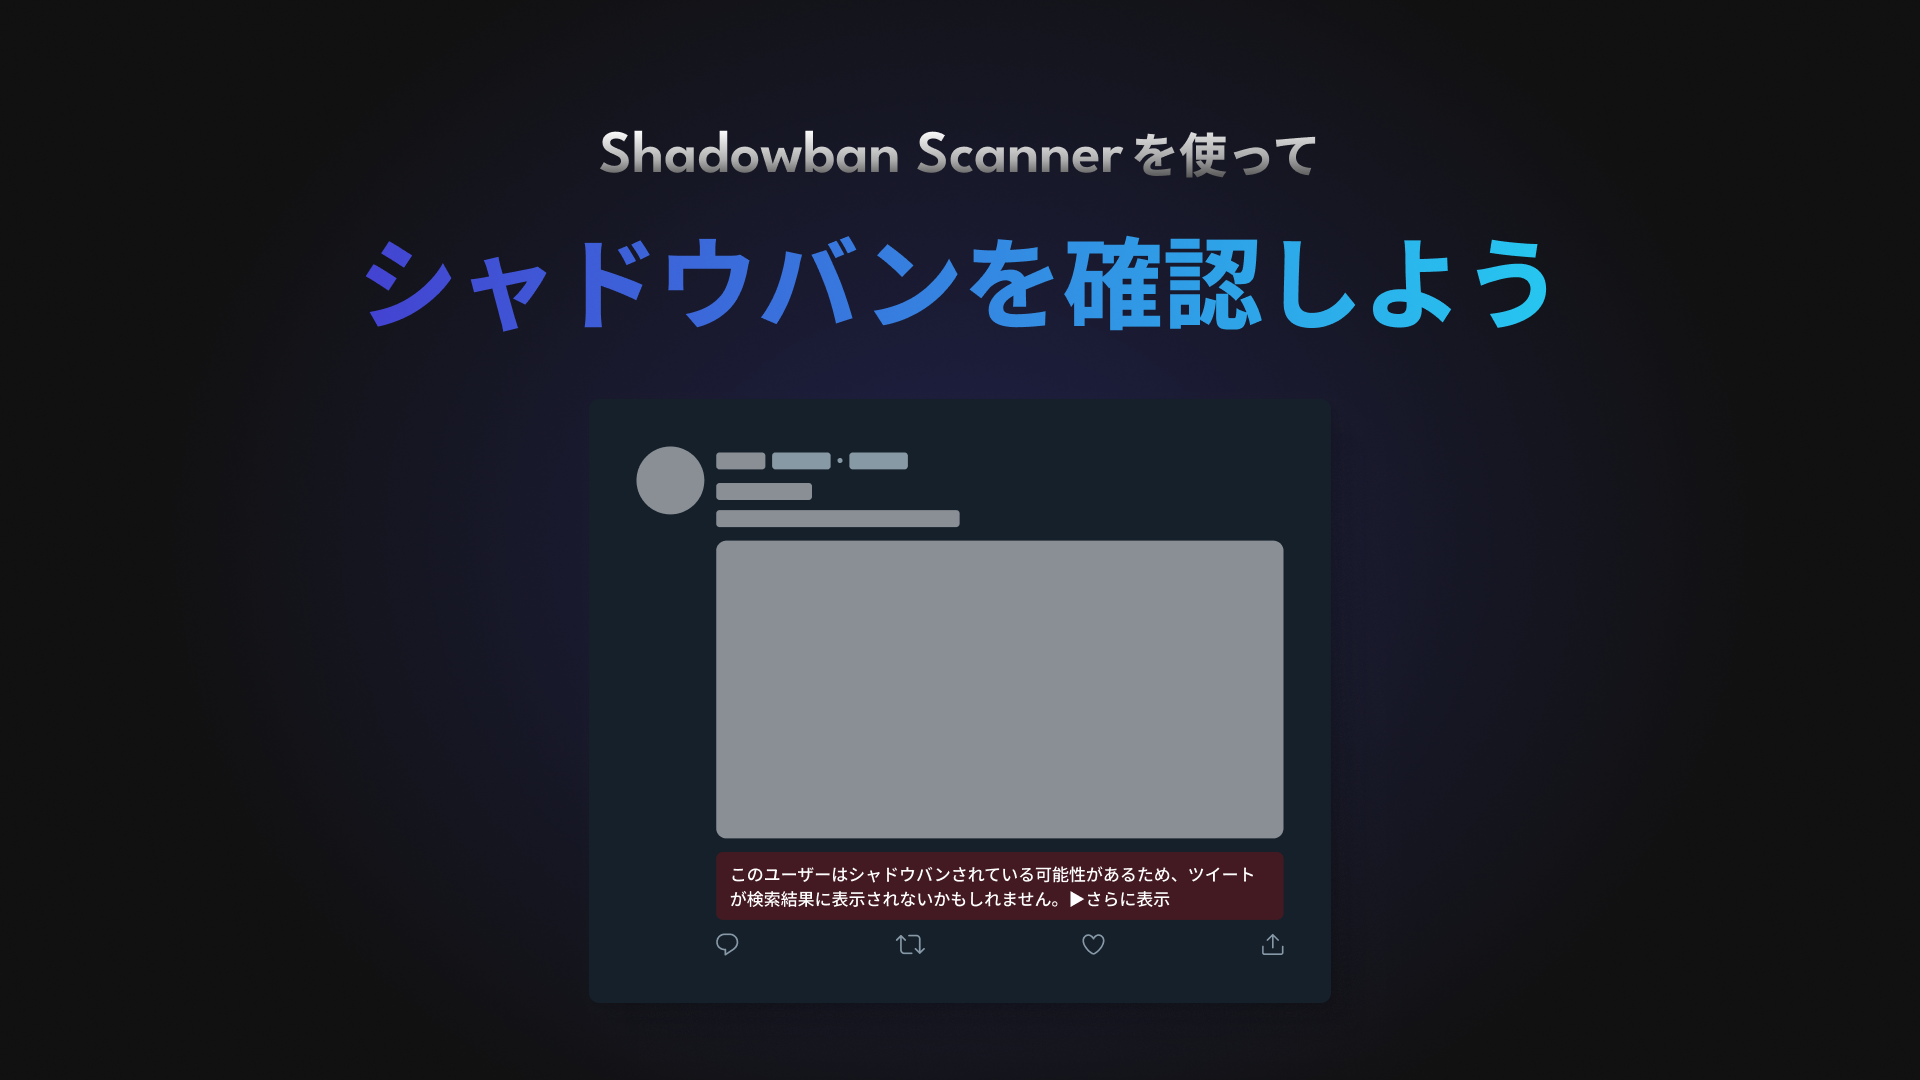 Shadowban Scannerを使って
シャドウバンを確認しよう
このユーザーはシャドウバンされている可能性があるため、ツイート
が検索結果に表示されないかもしれません。▶さらに表示